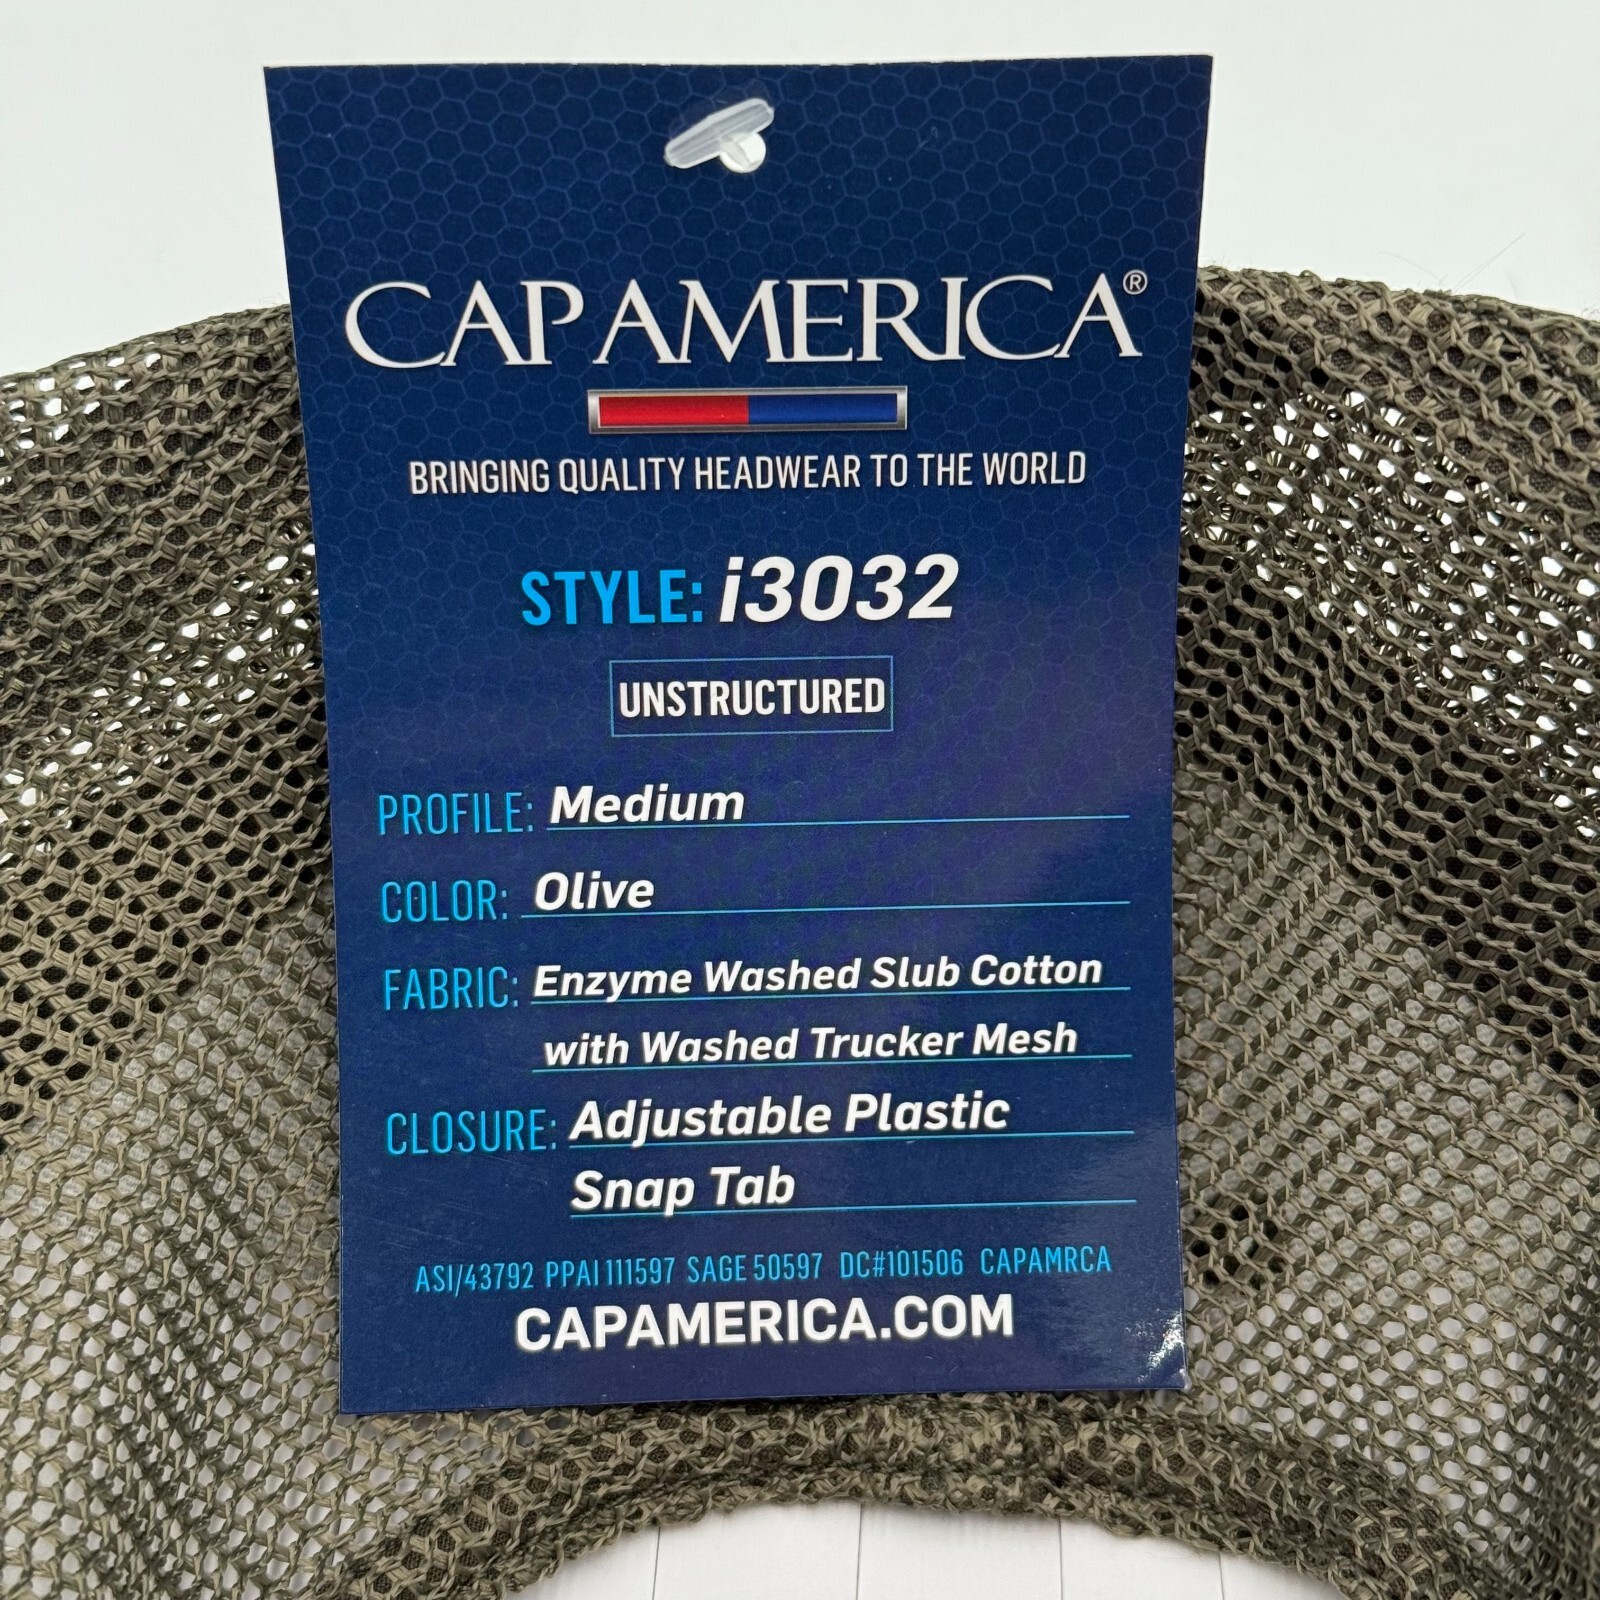 CAP AMERICA®
BRINGING QUALITY HEADWEAR TO THE WORLD
STYLE: i3032
UNSTRUCTURED
PROFILE: Medium
COLOR: Olive
FABRIC: Enzyme Washed Slub Cotton
with Washed Trucker Mesh
CLOSURE: Adjustable Plastic
Snap Tab
ASI/43792 PPAI 111597 SAGE 50597 DC#101506 CAPAMRCA
CAPAMERICA.COM